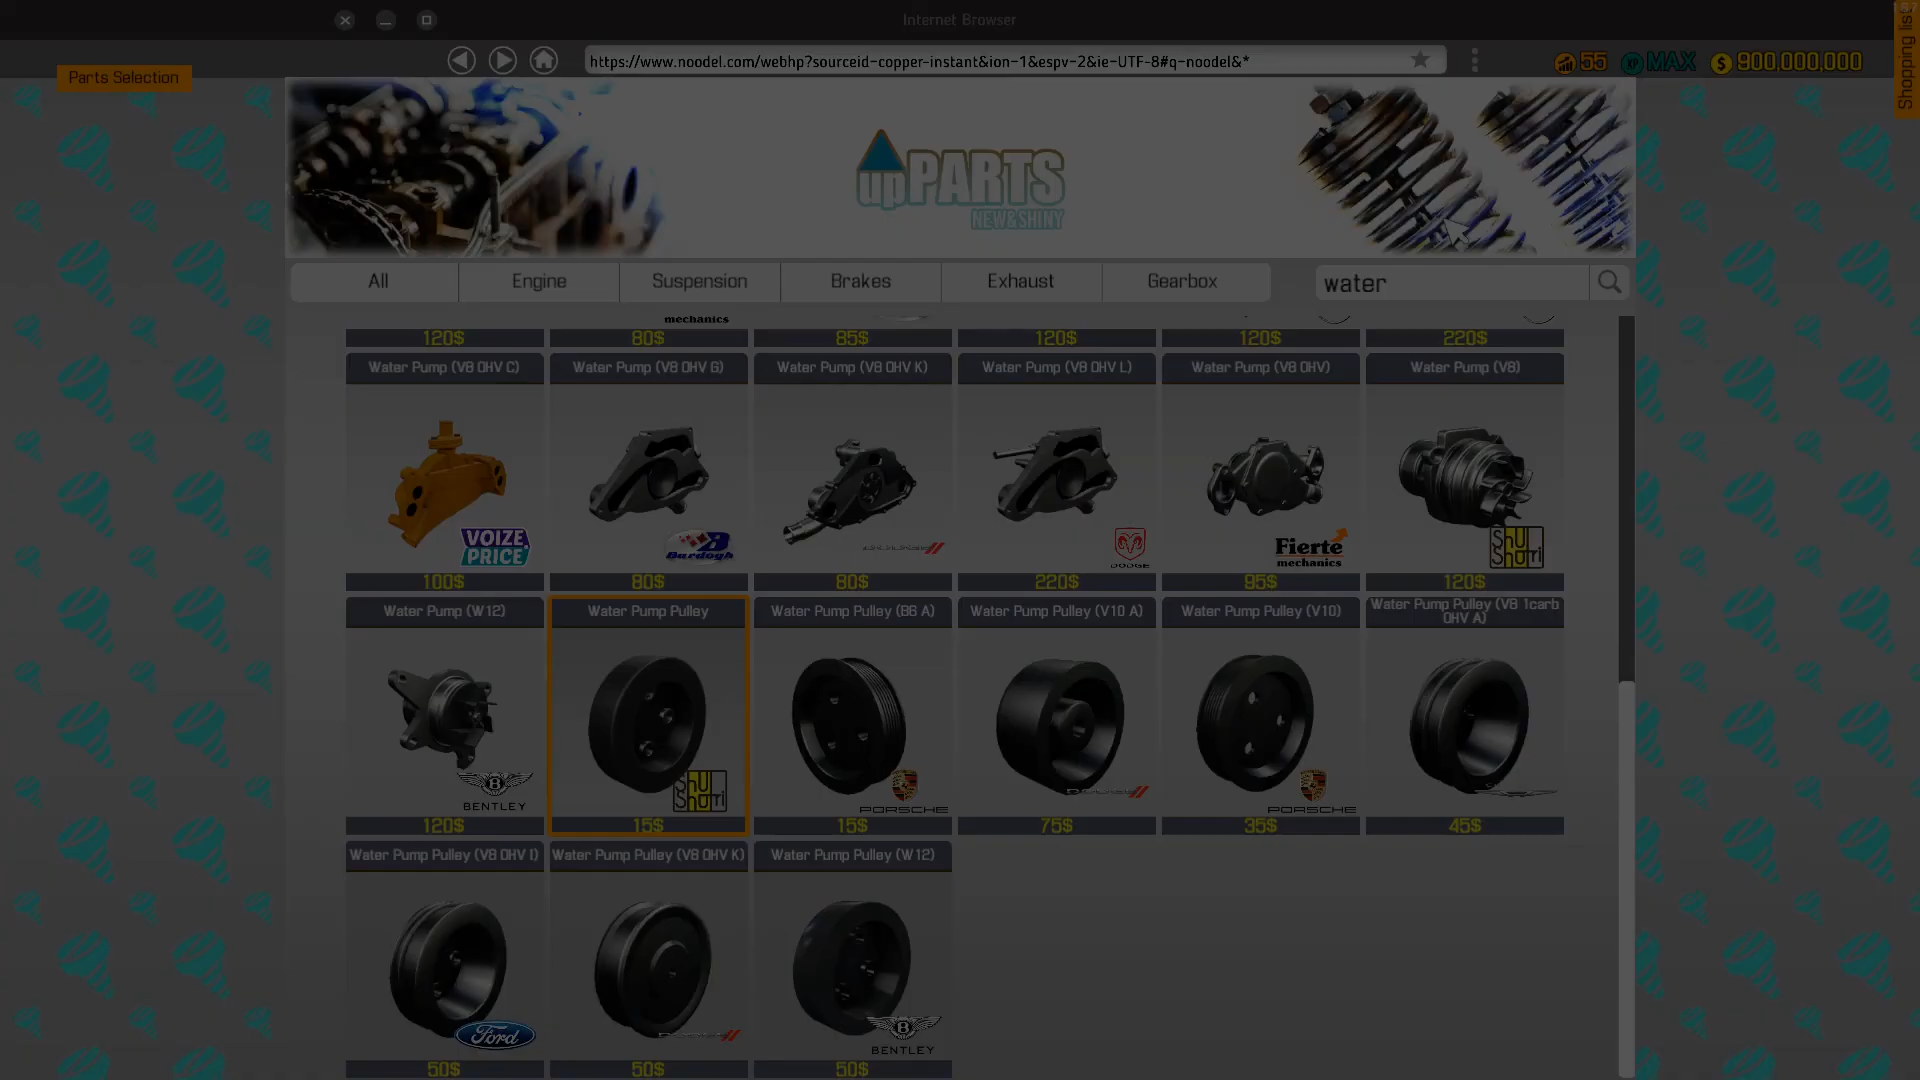 Internet Browser
Parts Selection
https://www.noodel.com/webhp?sourceid-copper-instant&ion-1&espv-2&ie-UTF-8#q-noodel&*
55 XP MAX $ 900,000,000
Shopping list
upPARTS
NEW&SHINY
All Engine Suspension Brakes Exhaust Gearbox water
mechanics
120$ 80$ 85$ 120$ 120$ 220$
Water Pump (V8 OHV C) Water Pump (V8 OHV G) Water Pump (V8 OHV K) Water Pump (V8 OHV L) Water Pump (V8 OHV) Water Pump (V8)
VOIZE PRICE Bardogh DODGE Fierte mechanics Shu Shorri
100$ 80$ 80$ 220$ 95$ 120$
Water Pump (W12) Water Pump Pulley Water Pump Pulley (B6 A) Water Pump Pulley (V10 A) Water Pump Pulley (V10) Water Pump Pulley (V8 1carb OHV A)
BENTLEY PORSCHE DODGE PORSCHE
120$ 15$ 15$ 75$ 35$ 45$
Water Pump Pulley (V8 OHV I) Water Pump Pulley (V8 OHV K) Water Pump Pulley (W12)
Ford DODGE B BENTLEY
50$ 50$ 50$